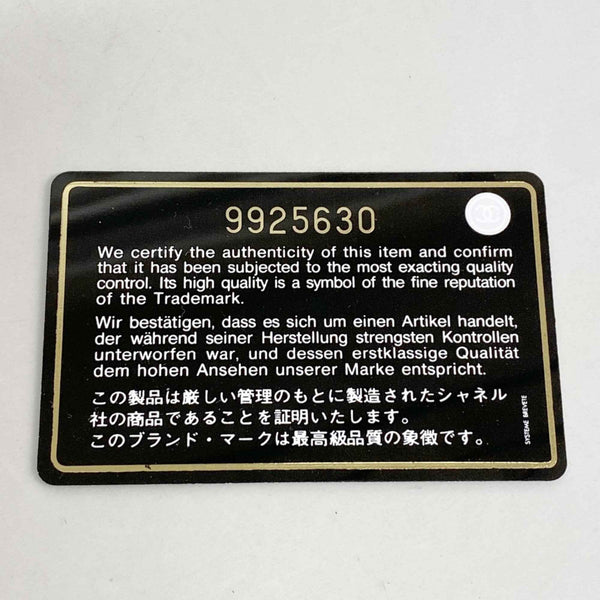 9925630
We certify the authenticity of this item and confirm
that it has been subjected to the most exacting quality
control. Its high quality is a symbol of the fine reputation
of the Trademark.
Wir bestätigen, dass es sich um einen Artikel handelt,
der während seiner Herstellung strengsten Kontrollen
unterworfen war, und dessen erstklassige Qualität
dem hohen Ansehen unserer Marke entspricht.
この製品は厳しい管理のもとに製造されたシャネル
社の商品であることを証明いたします。
このブランド・マークは最高級品質の象徴です。
SYSTEME BREVETE